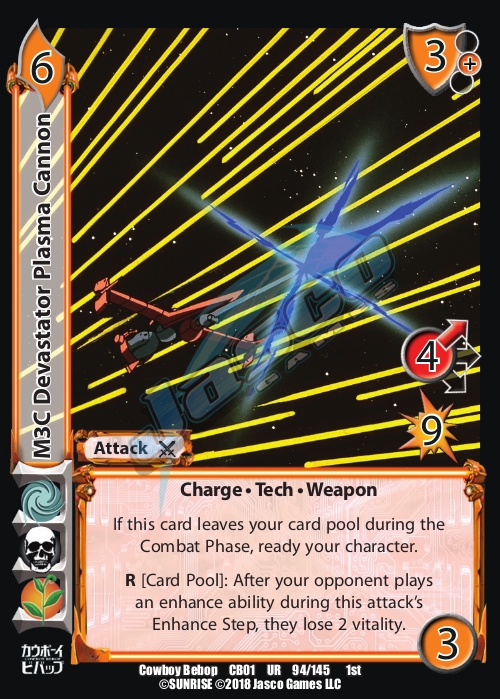 6
3
+
M3C Devastator Plasma Cannon
Jasco
GAMES
4
9
Attack
Charge • Tech • Weapon
If this card leaves your card pool during the
Combat Phase, ready your character.
R [Card Pool]: After your opponent plays
an enhance ability during this attack's
Enhance Step, they lose 2 vitality.
3
カウボーイ
ビバップ
Cowboy Bebop CB01 UR 94/145 1st
©SUNRISE ©2018 Jasco Games LLC